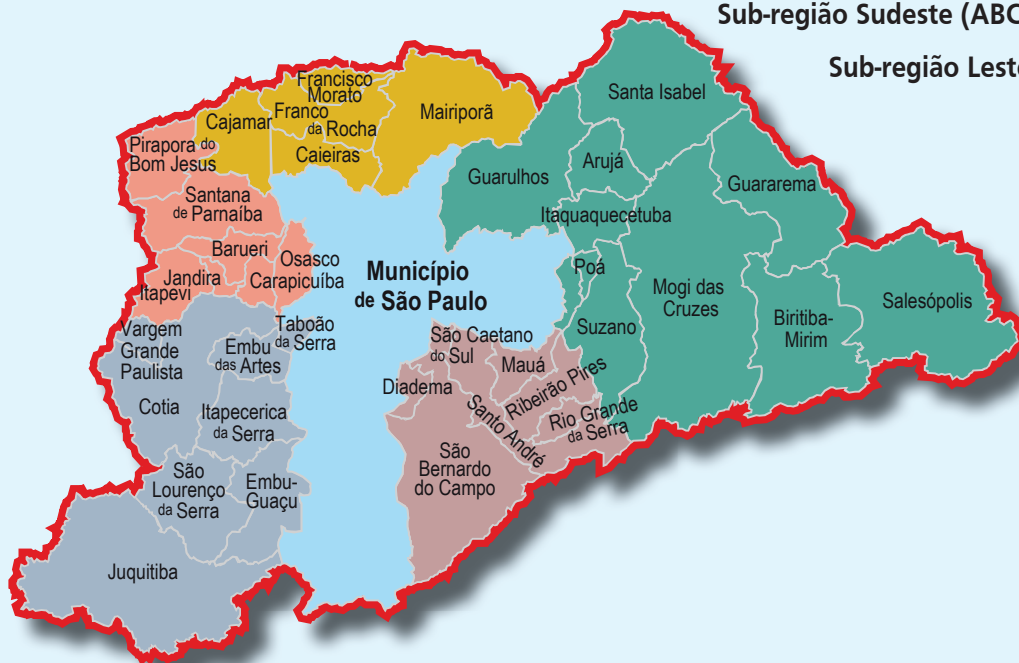 Sub-região Sudeste (ABC
Sub-região Leste
Francisco
Morato
Franco
da Rocha
Cajamar
Caieiras
Mairiporã
Santa Isabel
Pirapora do
Bom Jesus
Santana
de Parnaíba
Arujá
Guarulhos
Guararema
Itaquaquecetuba
Barueri
Osasco
Jandira
Carapicuíba
Itapevi
Município
de São Paulo
Poá
Mogi das
Cruzes
Salesópolis
Biritiba-
Mirim
Suzano
Vargem
Grande
Paulista
Taboão
da Serra
Embu
das Artes
São Caetano
do Sul
Mauá
Ribeirão Pires
Diadema
Cotia
Itapecerica
da Serra
Santo André
Rio Grande
da Serra
São
Bernardo
do Campo
São
Lourenço
da Serra
Embu-
Guaçu
Juquitiba